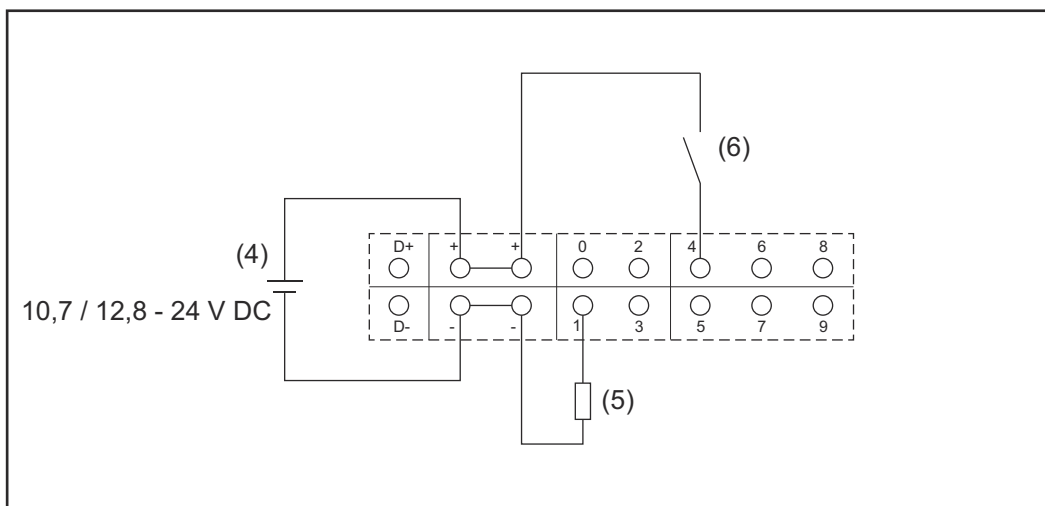 (6)
D+ + + 0 2 4 6 8
(4)
10,7 / 12,8 - 24 V DC
D- - - 1 3 5 7 9
(5)